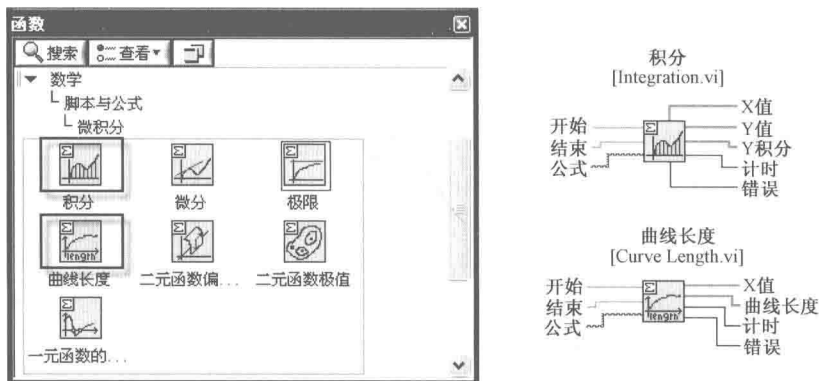 函数
搜索 查看
数学
脚本与公式
微积分
积分 微分 极限
length
曲线长度 二元函数偏... 二元函数极值
一元函数的...
积分
[Integration.vi]
开始
结束
公式
X值
Y值
Y积分
计时
错误
曲线长度
[Curve Length.vi]
开始
结束
公式
length
X值
曲线长度
计时
错误